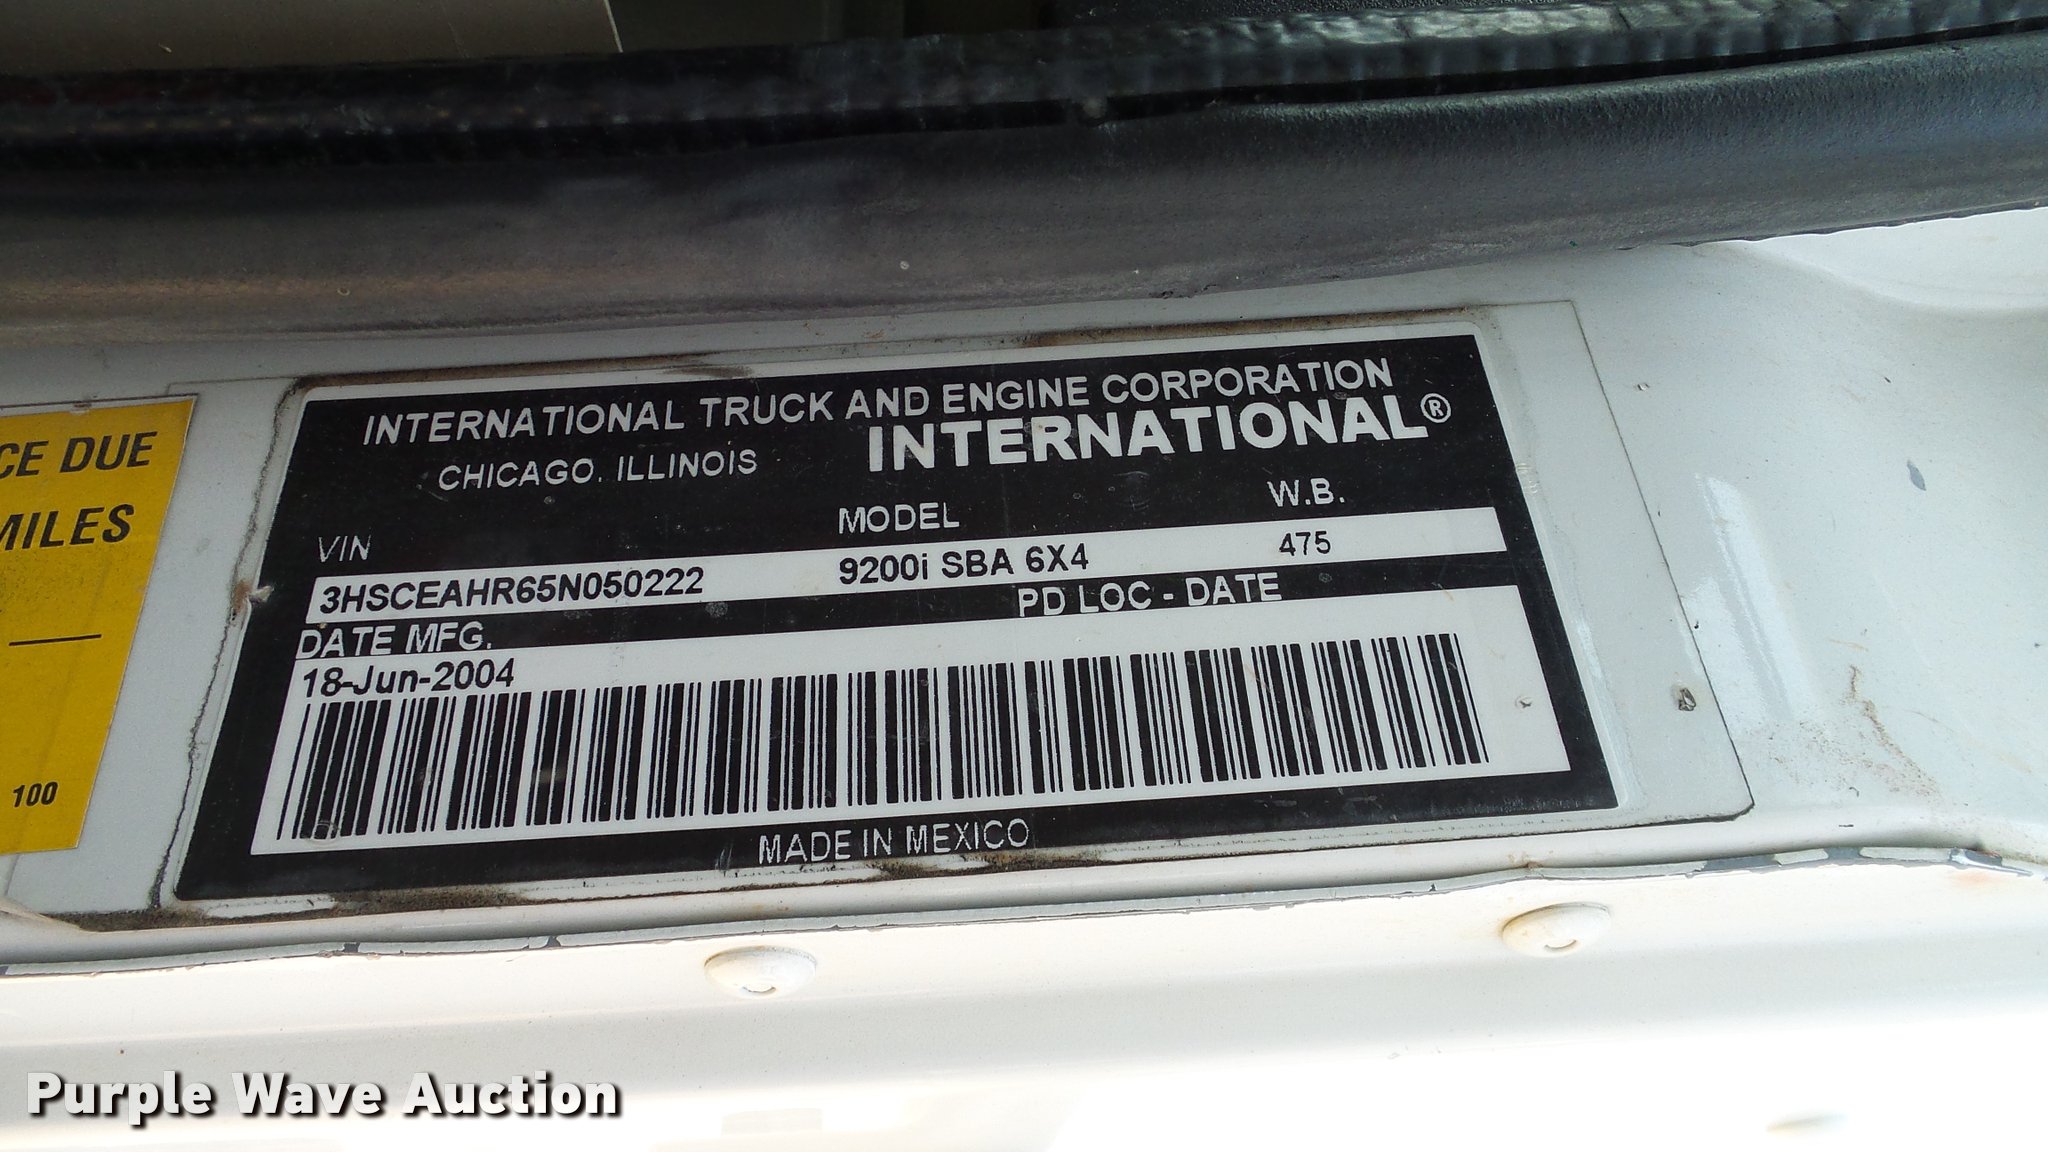 INTERNATIONAL TRUCK AND ENGINE CORPORATION
CHICAGO, ILLINOIS INTERNATIONAL®
VIN MODEL W.B.
3HSCEAHR65N050222 9200i SBA 6X4 475
DATE MFG. PD LOC - DATE
18-Jun-2004
MADE IN MEXICO
CE DUE
MILES
100
Purple Wave Auction